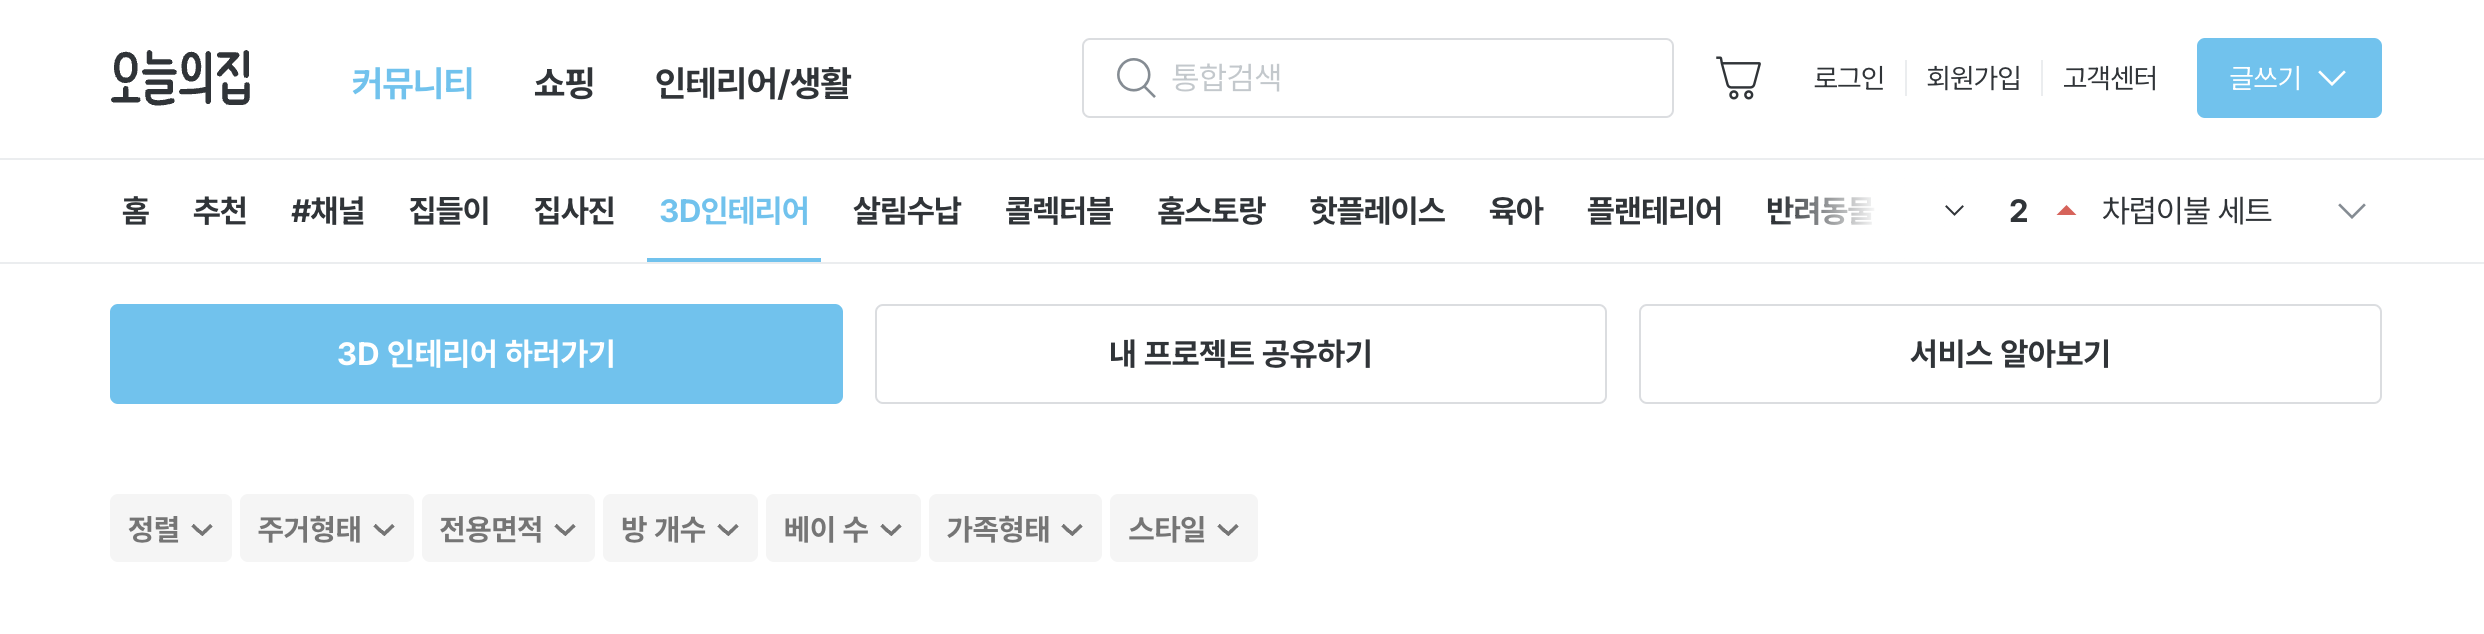 오늘의집 커뮤니티 쇼핑 인테리어/생활 통합검색 로그인 회원가입 고객센터 글쓰기
홈 추천 #채널 집들이 집사진 3D인테리어 살림수납 콜렉터블 홈스토랑 핫플레이스 육아 플랜테리어 반려동물 2 차렵이불 세트
3D 인테리어 하러가기 내 프로젝트 공유하기 서비스 알아보기
정렬 주거형태 전용면적 방 개수 베이 수 가족형태 스타일